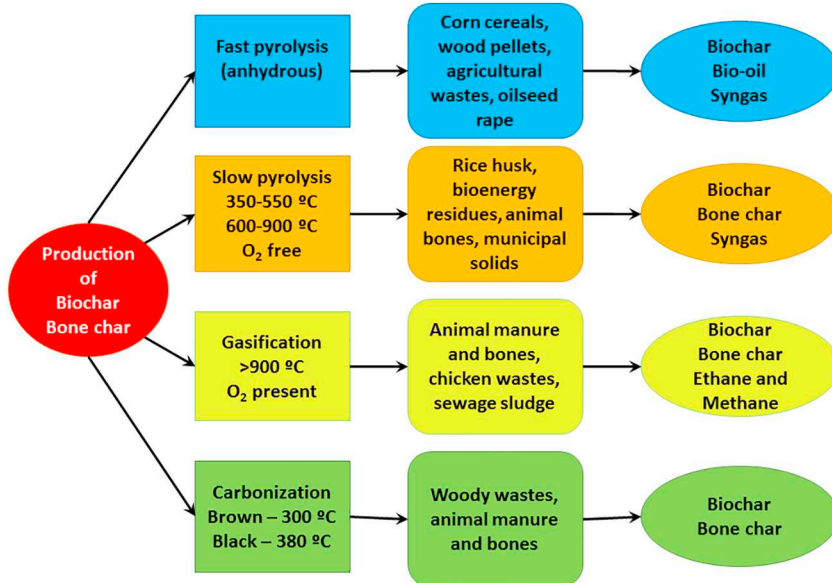 Production
of
Biochar
Bone char
Fast pyrolysis
(anhydrous)
Corn cereals,
wood pellets,
agricultural
wastes, oilseed
rape
Biochar
Bio-oil
Syngas
Slow pyrolysis
350-550 ºC
600-900 ºC
O₂ free
Rice husk,
bioenergy
residues, animal
bones, municipal
solids
Biochar
Bone char
Syngas
Gasification
>900 ºC
O₂ present
Animal manure
and bones,
chicken wastes,
sewage sludge
Biochar
Bone char
Ethane and
Methane
Carbonization
Brown – 300 ºC
Black – 380 ºC
Woody wastes,
animal manure
and bones
Biochar
Bone char